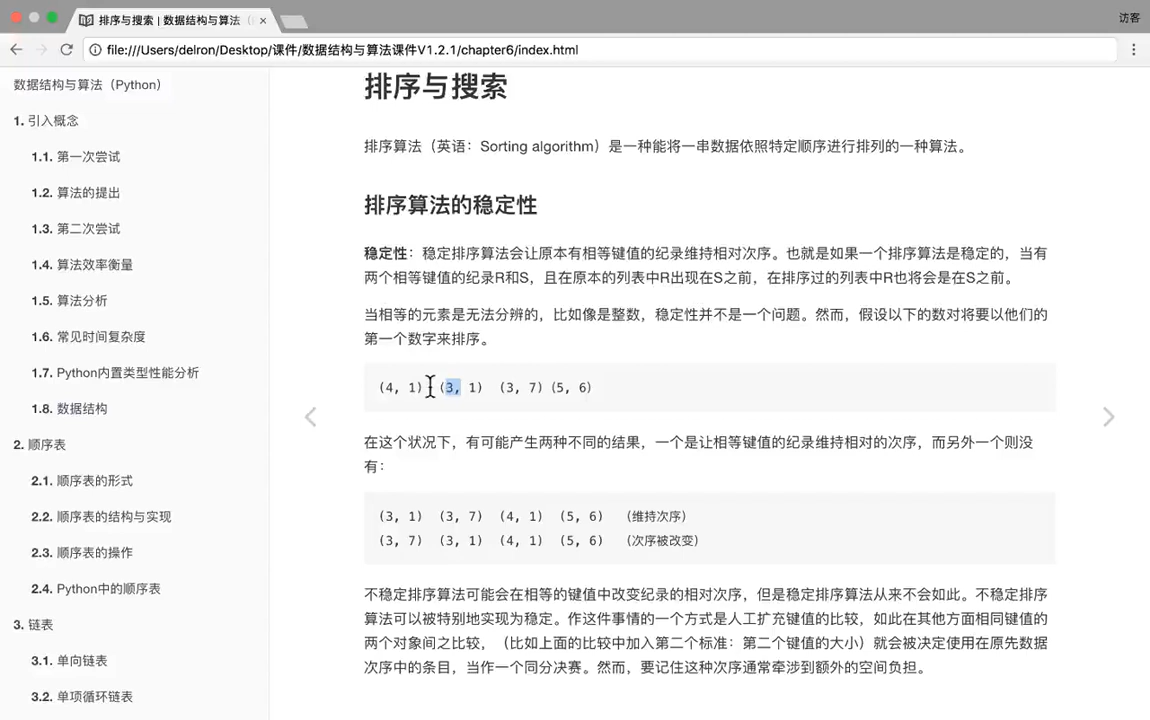 排序与搜索 | 数据结构与算法（
访客
file:///Users/delron/Desktop/课件/数据结构与算法课件V1.2.1/chapter6/index.html
数据结构与算法（Python）
1. 引入概念
1.1. 第一次尝试
1.2. 算法的提出
1.3. 第二次尝试
1.4. 算法效率衡量
1.5. 算法分析
1.6. 常见时间复杂度
1.7. Python内置类型性能分析
1.8. 数据结构
2. 顺序表
2.1. 顺序表的形式
2.2. 顺序表的结构与实现
2.3. 顺序表的操作
2.4. Python中的顺序表
3. 链表
3.1. 单向链表
3.2. 单项循环链表
排序与搜索
排序算法（英语：Sorting algorithm）是一种能将一串数据依照特定顺序进行排列的一种算法。
排序算法的稳定性
稳定性：稳定排序算法会让原本有相等键值的纪录维持相对次序。也就是如果一个排序算法是稳定的，当有
两个相等键值的纪录R和S，且在原本的列表中R出现在S之前，在排序过的列表中R也将会是在S之前。
当相等的元素是无法分辨的，比如像是整数，稳定性并不是一个问题。然而，假设以下的数对将要以他们的
第一个数字来排序。
(4, 1) (3, 1) (3, 7) (5, 6)
在这个状况下，有可能产生两种不同的结果，一个是让相等键值的纪录维持相对的次序，而另外一个则没
有：
(3, 1) (3, 7) (4, 1) (5, 6) （维持次序）
(3, 7) (3, 1) (4, 1) (5, 6) （次序被改变）
不稳定排序算法可能会在相等的键值中改变纪录的相对次序，但是稳定排序算法从来不会如此。不稳定排序
算法可以被特别地实现为稳定。作这件事情的一个方式是人工扩充键值的比较，如此在其他方面相同键值的
两个对象间之比较，（比如上面的比较中加入第二个标准：第二个键值的大小）就会被决定使用在原先数据
次序中的条目，当作一个同分决赛。然而，要记住这种次序通常牵涉到额外的空间负担。